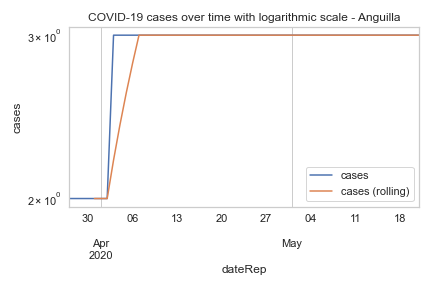 COVID-19 cases over time with logarithmic scale - Anguilla
3 × 10⁰
cases
2 × 10⁰
cases
cases (rolling)
30 06 13 20 27 04 11 18
Apr May
2020
dateRep